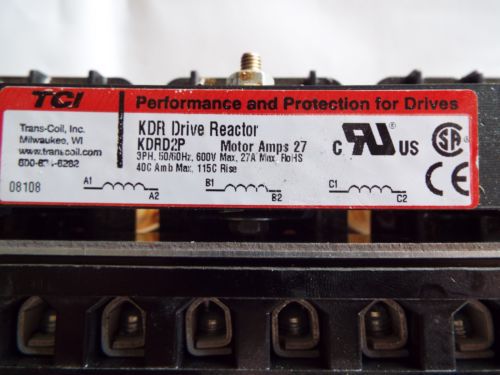 TCI
Performance and Protection for Drives
Trans-Coil, Inc.
Milwaukee, WI
www.transcoil.com
08108
KDR Drive Reactor
KDRD2P Motor Amps 27
3PH, 50/60Hz, 600V Max, 27A Max, RoHS
40C Amb Max, 115C Rise
A1
A2
B1
B2
C1
C2
C UR US
SA
CE